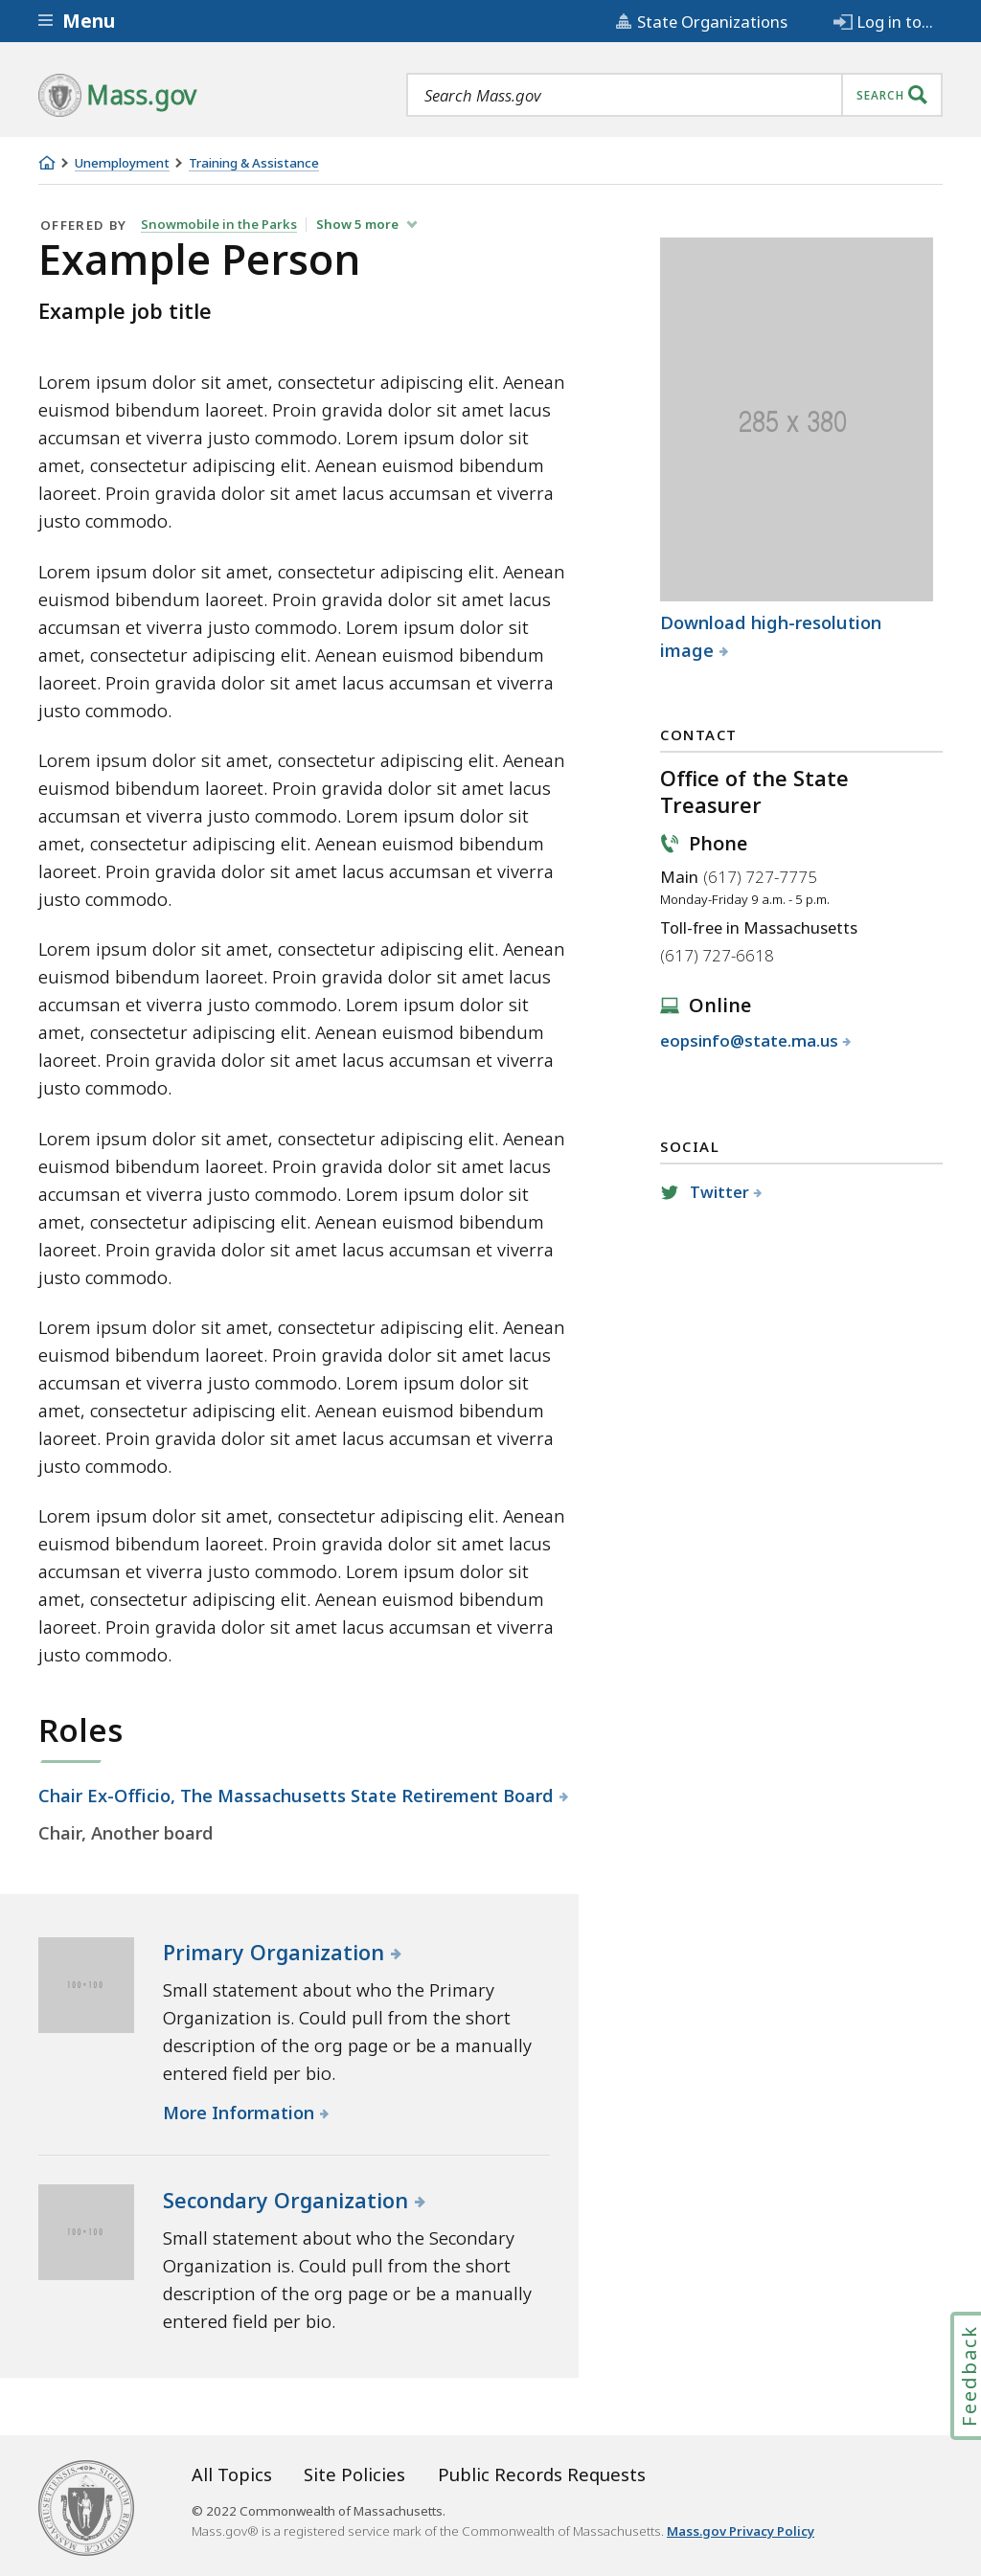 Menu
State Organizations
Log in to...
Mass.gov
Search Mass.gov
SEARCH
Unemployment
Training & Assistance
OFFERED BY Snowmobile in the Parks Show 5 more
Example Person
Example job title
Lorem ipsum dolor sit amet, consectetur adipiscing elit. Aenean
euismod bibendum laoreet. Proin gravida dolor sit amet lacus
accumsan et viverra justo commodo. Lorem ipsum dolor sit
amet, consectetur adipiscing elit. Aenean euismod bibendum
laoreet. Proin gravida dolor sit amet lacus accumsan et viverra
justo commodo.
Lorem ipsum dolor sit amet, consectetur adipiscing elit. Aenean
euismod bibendum laoreet. Proin gravida dolor sit amet lacus
accumsan et viverra justo commodo. Lorem ipsum dolor sit
amet, consectetur adipiscing elit. Aenean euismod bibendum
laoreet. Proin gravida dolor sit amet lacus accumsan et viverra
justo commodo.
Lorem ipsum dolor sit amet, consectetur adipiscing elit. Aenean
euismod bibendum laoreet. Proin gravida dolor sit amet lacus
accumsan et viverra justo commodo. Lorem ipsum dolor sit
amet, consectetur adipiscing elit. Aenean euismod bibendum
laoreet. Proin gravida dolor sit amet lacus accumsan et viverra
justo commodo.
Lorem ipsum dolor sit amet, consectetur adipiscing elit. Aenean
euismod bibendum laoreet. Proin gravida dolor sit amet lacus
accumsan et viverra justo commodo. Lorem ipsum dolor sit
amet, consectetur adipiscing elit. Aenean euismod bibendum
laoreet. Proin gravida dolor sit amet lacus accumsan et viverra
justo commodo.
Lorem ipsum dolor sit amet, consectetur adipiscing elit. Aenean
euismod bibendum laoreet. Proin gravida dolor sit amet lacus
accumsan et viverra justo commodo. Lorem ipsum dolor sit
amet, consectetur adipiscing elit. Aenean euismod bibendum
laoreet. Proin gravida dolor sit amet lacus accumsan et viverra
justo commodo.
Lorem ipsum dolor sit amet, consectetur adipiscing elit. Aenean
euismod bibendum laoreet. Proin gravida dolor sit amet lacus
accumsan et viverra justo commodo. Lorem ipsum dolor sit
amet, consectetur adipiscing elit. Aenean euismod bibendum
laoreet. Proin gravida dolor sit amet lacus accumsan et viverra
justo commodo.
Lorem ipsum dolor sit amet, consectetur adipiscing elit. Aenean
euismod bibendum laoreet. Proin gravida dolor sit amet lacus
accumsan et viverra justo commodo. Lorem ipsum dolor sit
amet, consectetur adipiscing elit. Aenean euismod bibendum
laoreet. Proin gravida dolor sit amet lacus accumsan et viverra
justo commodo.
285 x 380
Download high-resolution
image
CONTACT
Office of the State
Treasurer
Phone
Main (617) 727-7775
Monday-Friday 9 a.m. - 5 p.m.
Toll-free in Massachusetts
(617) 727-6618
Online
eopsinfo@state.ma.us
SOCIAL
Twitter
Roles
Chair Ex-Officio, The Massachusetts State Retirement Board
Chair, Another board
100×100
Primary Organization
Small statement about who the Primary
Organization is. Could pull from the short
description of the org page or be a manually
entered field per bio.
More Information
100×100
Secondary Organization
Small statement about who the Secondary
Organization is. Could pull from the short
description of the org page or be a manually
entered field per bio.
Feedback
All Topics
Site Policies
Public Records Requests
© 2022 Commonwealth of Massachusetts.
Mass.gov® is a registered service mark of the Commonwealth of Massachusetts. Mass.gov Privacy Policy